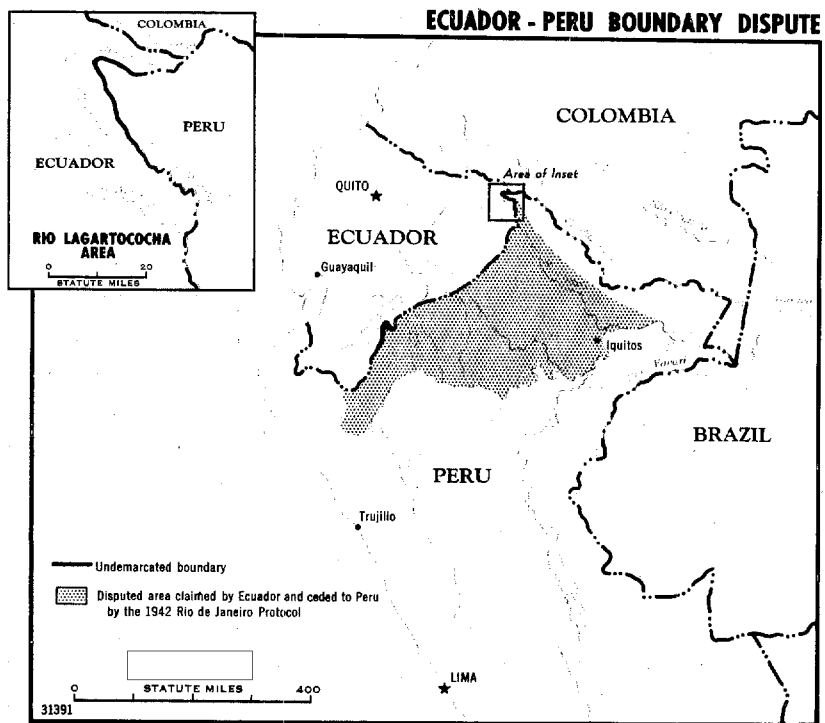 ECUADOR - PERU BOUNDARY DISPUTE
COLOMBIA
PERU
ECUADOR
RIO LAGARTOCOCHA
AREA
0 20
STATUTE MILES
COLOMBIA
Area of Inset
QUITO
ECUADOR
Guayaquil
Iquitos
Yavari
BRAZIL
PERU
Trujillo
Undemarcated boundary
Disputed area claimed by Ecuador and ceded to Peru
by the 1942 Rio de Janeiro Protocol
LIMA
0 400
STATUTE MILES
31391